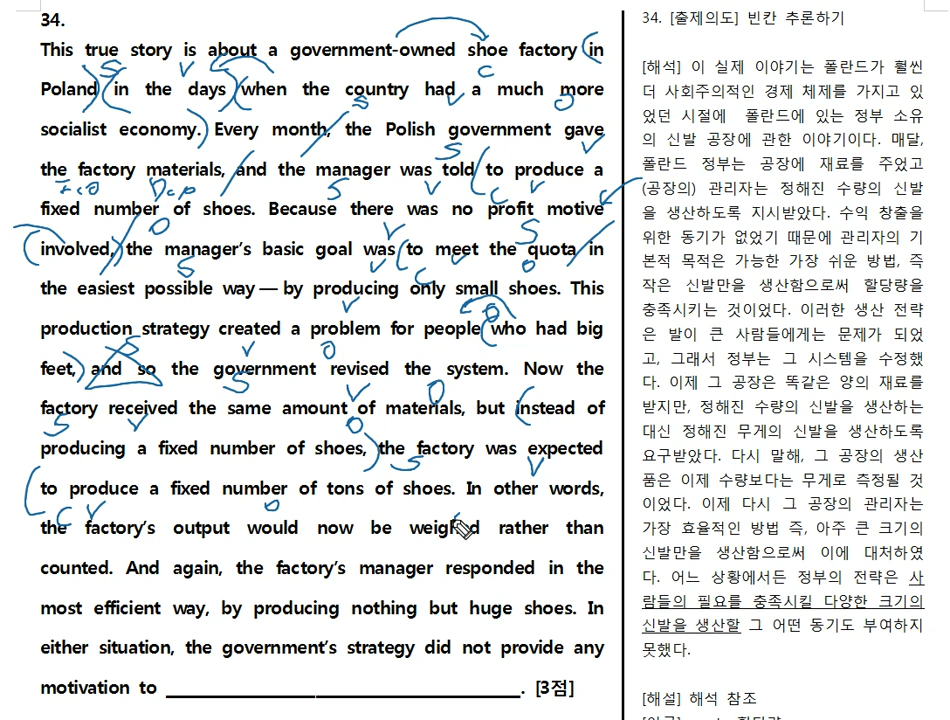 34.
This true story is about a government-owned shoe factory in
Poland in the days when the country had a much more
socialist economy. Every month, the Polish government gave
the factory materials, and the manager was told to produce a
fixed number of shoes. Because there was no profit motive
involved, the manager's basic goal was to meet the quota in
the easiest possible way — by producing only small shoes. This
production strategy created a problem for people who had big
feet, and so the government revised the system. Now the
factory received the same amount of materials, but instead of
producing a fixed number of shoes, the factory was expected
to produce a fixed number of tons of shoes. In other words,
the factory's output would now be weighed rather than
counted. And again, the factory's manager responded in the
most efficient way, by producing nothing but huge shoes. In
either situation, the government's strategy did not provide any
motivation to ______________________________. [3점]
34. [출제의도] 빈칸 추론하기
[해석] 이 실제 이야기는 폴란드가 훨씬
더 사회주의적인 경제 체제를 가지고 있
었던 시절에 폴란드에 있는 정부 소유
의 신발 공장에 관한 이야기이다. 매달,
폴란드 정부는 공장에 재료를 주었고
(공장의) 관리자는 정해진 수량의 신발
을 생산하도록 지시받았다. 수익 창출을
위한 동기가 없었기 때문에 관리자의 기
본적 목적은 가능한 가장 쉬운 방법, 즉
작은 신발만을 생산함으로써 할당량을
충족시키는 것이었다. 이러한 생산 전략
은 발이 큰 사람들에게는 문제가 되었
고, 그래서 정부는 그 시스템을 수정했
다. 이제 그 공장은 똑같은 양의 재료를
받지만, 정해진 수량의 신발을 생산하는
대신 정해진 무게의 신발을 생산하도록
요구받았다. 다시 말해, 그 공장의 생산
품은 이제 수량보다는 무게로 측정될 것
이었다. 이제 다시 그 공장의 관리자는
가장 효율적인 방법 즉, 아주 큰 크기의
신발만을 생산함으로써 이에 대처하였
다. 어느 상황에서든 정부의 전략은 사
람들의 필요를 충족시킬 다양한 크기의
신발을 생산할 그 어떤 동기도 부여하지
못했다.
[해설] 해석 참조